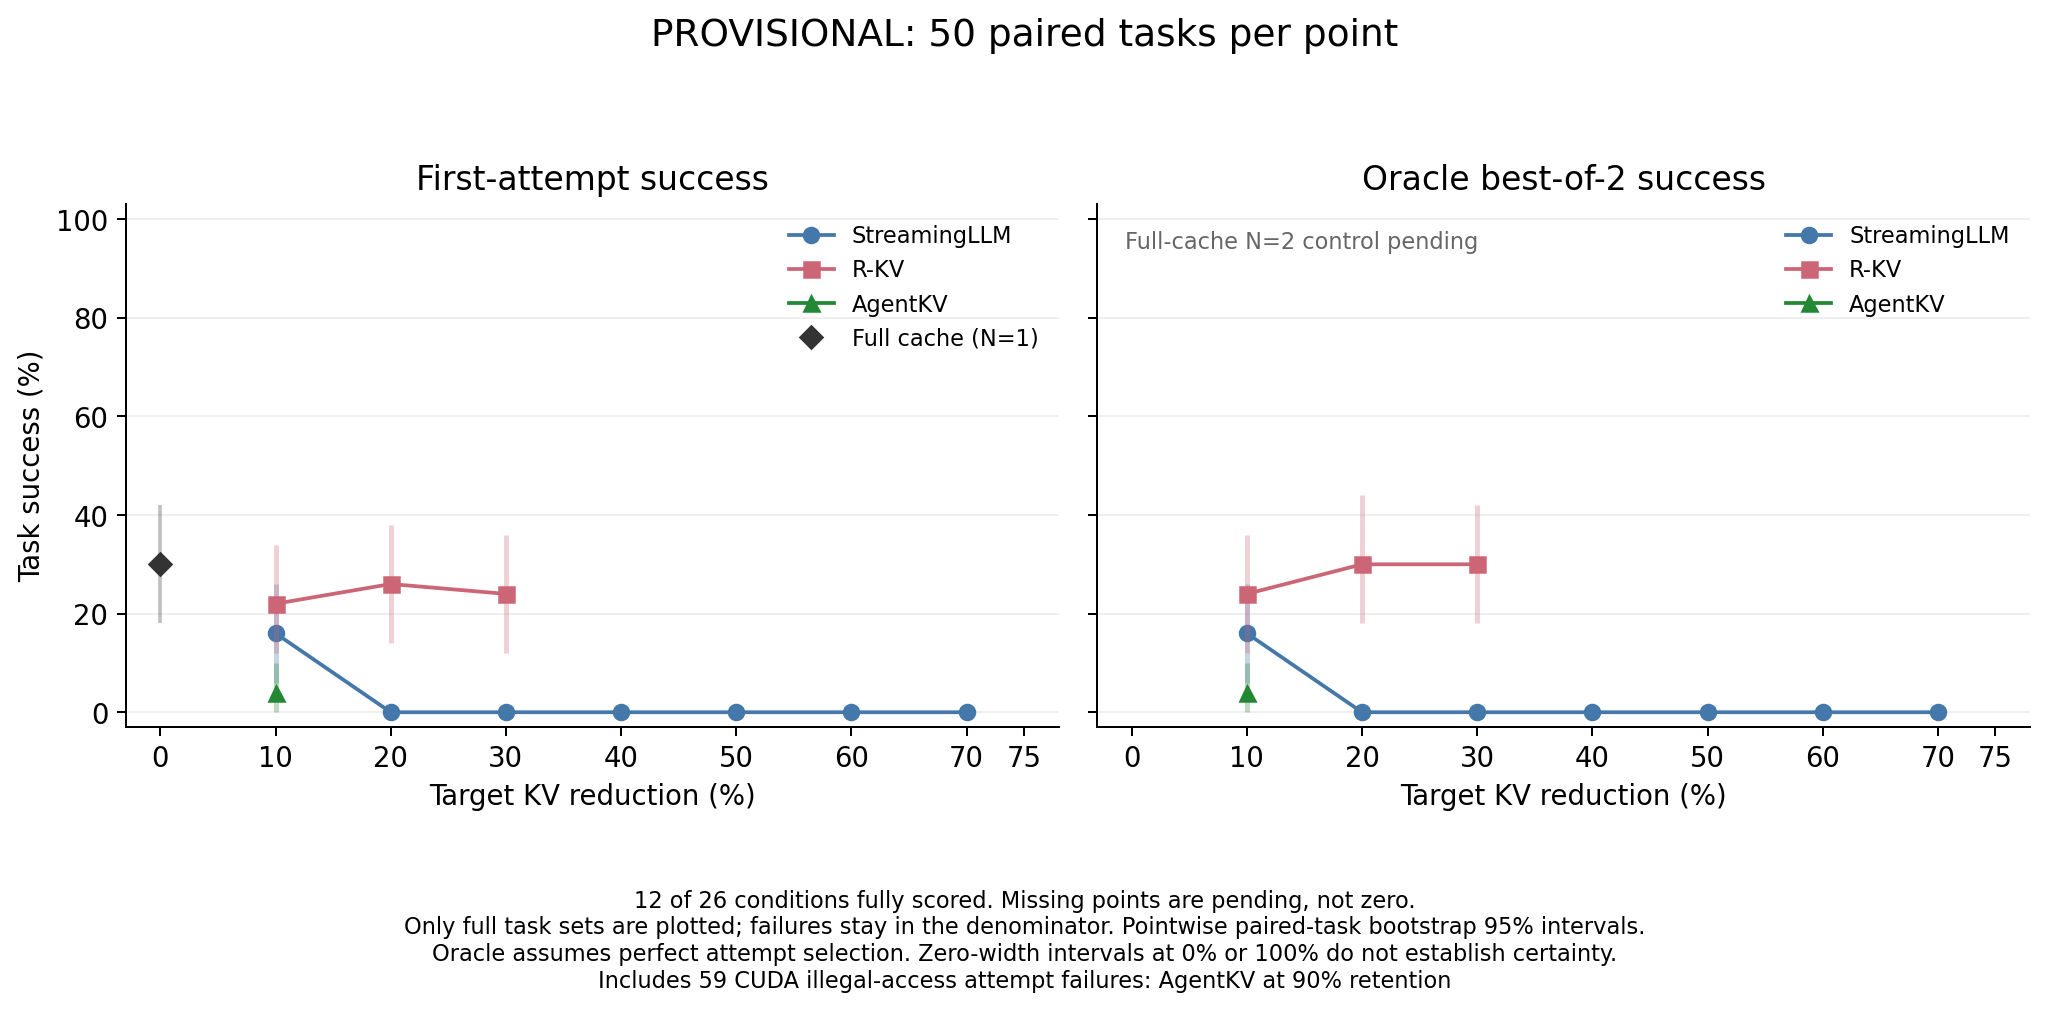 PROVISIONAL: 50 paired tasks per point
First-attempt success
Task success (%)
100
80
60
40
20
0
StreamingLLM
R-KV
AgentKV
Full cache (N=1)
0 10 20 30 40 50 60 70 75
Target KV reduction (%)
Oracle best-of-2 success
Full-cache N=2 control pending
StreamingLLM
R-KV
AgentKV
0 10 20 30 40 50 60 70 75
Target KV reduction (%)
12 of 26 conditions fully scored. Missing points are pending, not zero.
Only full task sets are plotted; failures stay in the denominator. Pointwise paired-task bootstrap 95% intervals.
Oracle assumes perfect attempt selection. Zero-width intervals at 0% or 100% do not establish certainty.
Includes 59 CUDA illegal-access attempt failures: AgentKV at 90% retention